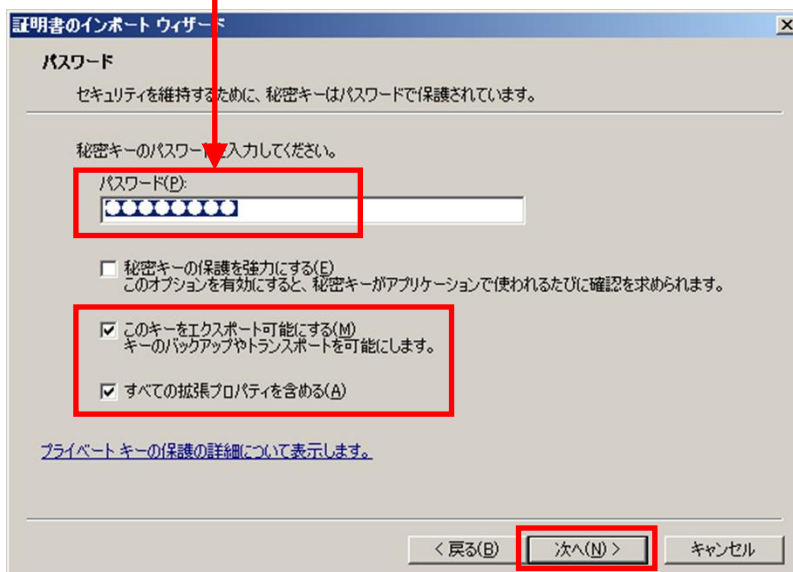 証明書のインポート ウィザード
パスワード
セキュリティを維持するために、秘密キーはパスワードで保護されています。
秘密キーのパスワードを入力してください。
パスワード(P):
●●●●●●●●
秘密キーの保護を強力にする(E)
このオプションを有効にすると、秘密キーがアプリケーションで使われるたびに確認を求められます。
このキーをエクスポート可能にする(M)
キーのバックアップやトランスポートを可能にします。
すべての拡張プロパティを含める(A)
プライベート キーの保護の詳細について表示します。
< 戻る(B) 次へ(N) > キャンセル